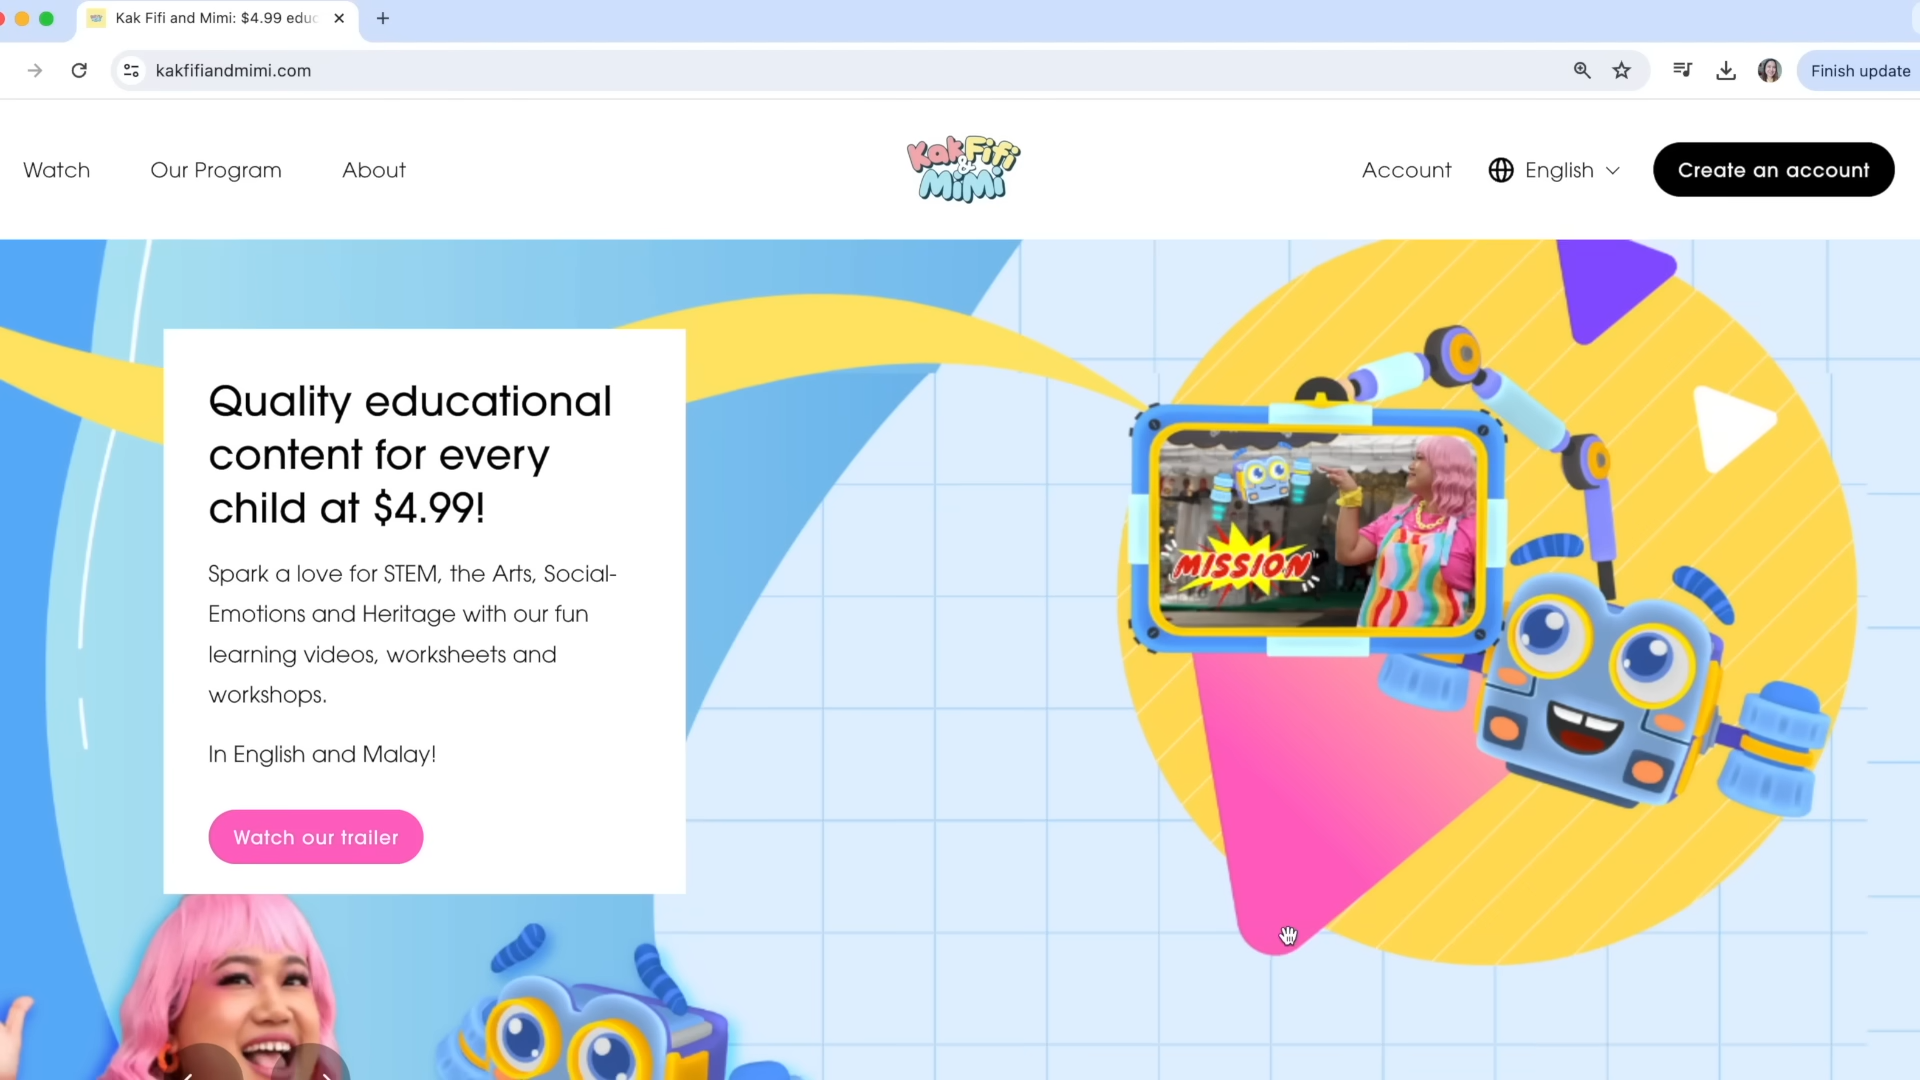 Kak Fifi and Mimi: $4.99 educ
kakfifiandmimi.com
Finish update
Watch
Our Program
About
Kak Fifi
&
MiMi
Account
English
Create an account
Quality educational
content for every
child at $4.99!
Spark a love for STEM, the Arts, Social-
Emotions and Heritage with our fun
learning videos, worksheets and
workshops.
In English and Malay!
Watch our trailer
MISSION